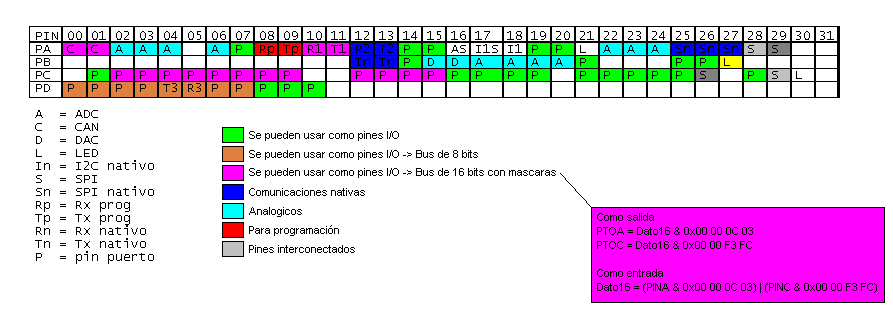 PIN 00 01 02 03 04 05 06 07 08 09 10 11 12 13 14 15 16 17 18 19 20 21 22 23 24 25 26 27 28 29 30 31
PA C C A A A A P Rp Tp R1 T1 R2 T2 P P AS I1S I1 P P L A A A Sn Sn Sn S S
PB In In P D D A A A A P P P L
PC P P P P P P P P P P P P P P P P P P P P P P S P S L
PD P P P P T3 R3 P P P P P
A = ADC
C = CAN
D = DAC
L = LED
In = I2C nativo
S = SPI
Sn = SPI nativo
Rp = Rx prog
Tp = Tx prog
Rn = Rx nativo
Tn = Tx nativo
P = pin puerto
Se pueden usar como pines I/O
Se pueden usar como pines I/O -> Bus de 8 bits
Se pueden usar como pines I/O -> Bus de 16 bits con mascaras
Comunicaciones nativas
Analogicos
Para programación
Pines interconectados
Como salida
PTOA = Dato16 & 0x00 00 0C 03
PTOC = Dato16 & 0x00 00 F3 FC
Como entrada
Dato16 = (PINA & 0x00 00 0C 03) | (PINC & 0x00 00 F3 FC)